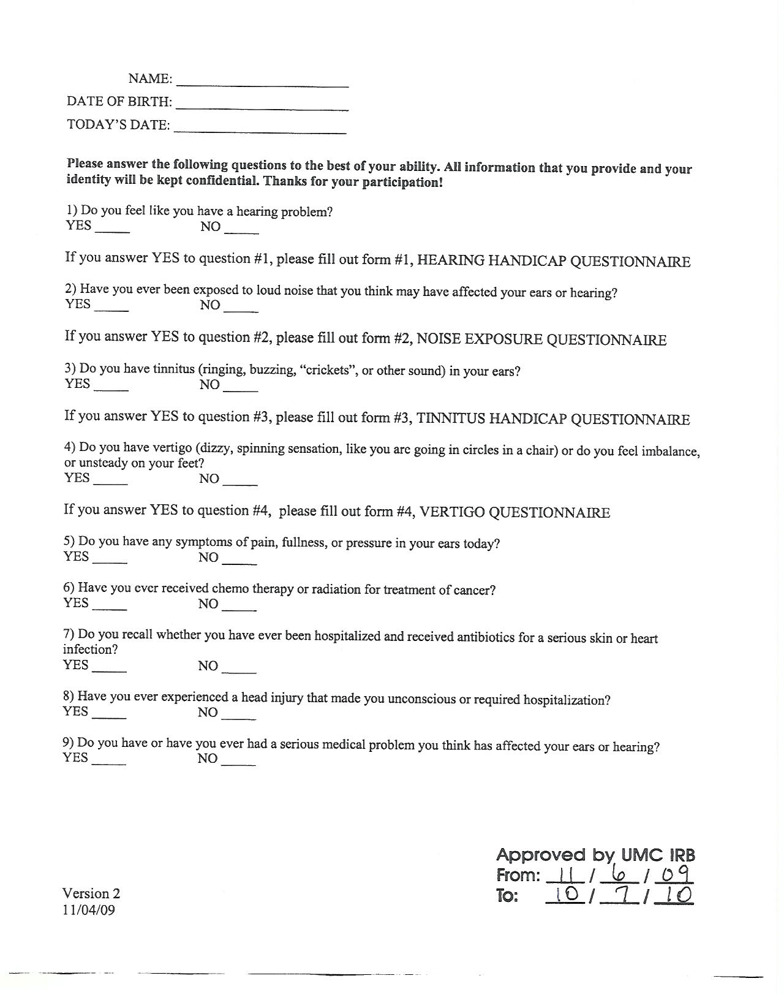 NAME: ____________________
DATE OF BIRTH: ____________________
TODAY'S DATE: ____________________
Please answer the following questions to the best of your ability. All information that you provide and your
identity will be kept confidential. Thanks for your participation!
1) Do you feel like you have a hearing problem?
YES _____ NO _____
If you answer YES to question #1, please fill out form #1, HEARING HANDICAP QUESTIONNAIRE
2) Have you ever been exposed to loud noise that you think may have affected your ears or hearing?
YES _____ NO _____
If you answer YES to question #2, please fill out form #2, NOISE EXPOSURE QUESTIONNAIRE
3) Do you have tinnitus (ringing, buzzing, “crickets”, or other sound) in your ears?
YES _____ NO _____
If you answer YES to question #3, please fill out form #3, TINNITUS HANDICAP QUESTIONNAIRE
4) Do you have vertigo (dizzy, spinning sensation, like you are going in circles in a chair) or do you feel imbalance,
or unsteady on your feet?
YES _____ NO _____
If you answer YES to question #4, please fill out form #4, VERTIGO QUESTIONNAIRE
5) Do you have any symptoms of pain, fullness, or pressure in your ears today?
YES _____ NO _____
6) Have you ever received chemo therapy or radiation for treatment of cancer?
YES _____ NO _____
7) Do you recall whether you have ever been hospitalized and received antibiotics for a serious skin or heart
infection?
YES _____ NO _____
8) Have you ever experienced a head injury that made you unconscious or required hospitalization?
YES _____ NO _____
9) Do you have or have you ever had a serious medical problem you think has affected your ears or hearing?
YES _____ NO _____
Approved by UMC IRB
From: 11 / 6 / 09
To: 10 / 7 / 10
Version 2
11/04/09